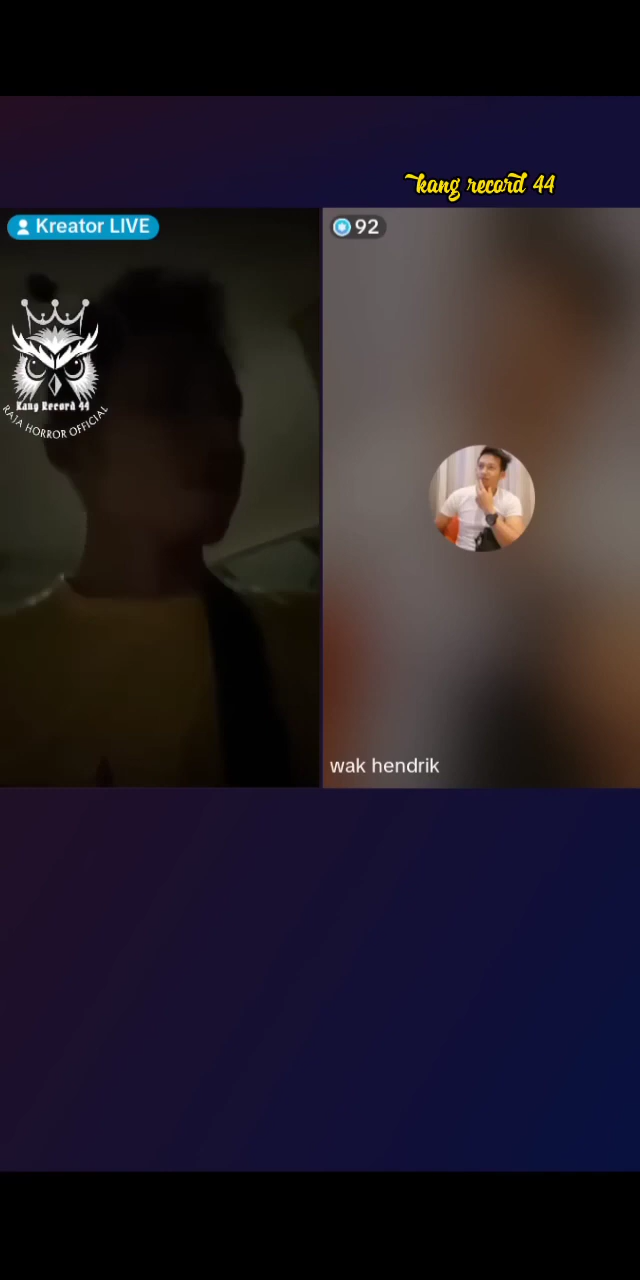 kang record 44
Kreator LIVE
92
Kang Record 44
RAJA HORROR OFFICIAL
wak hendrik